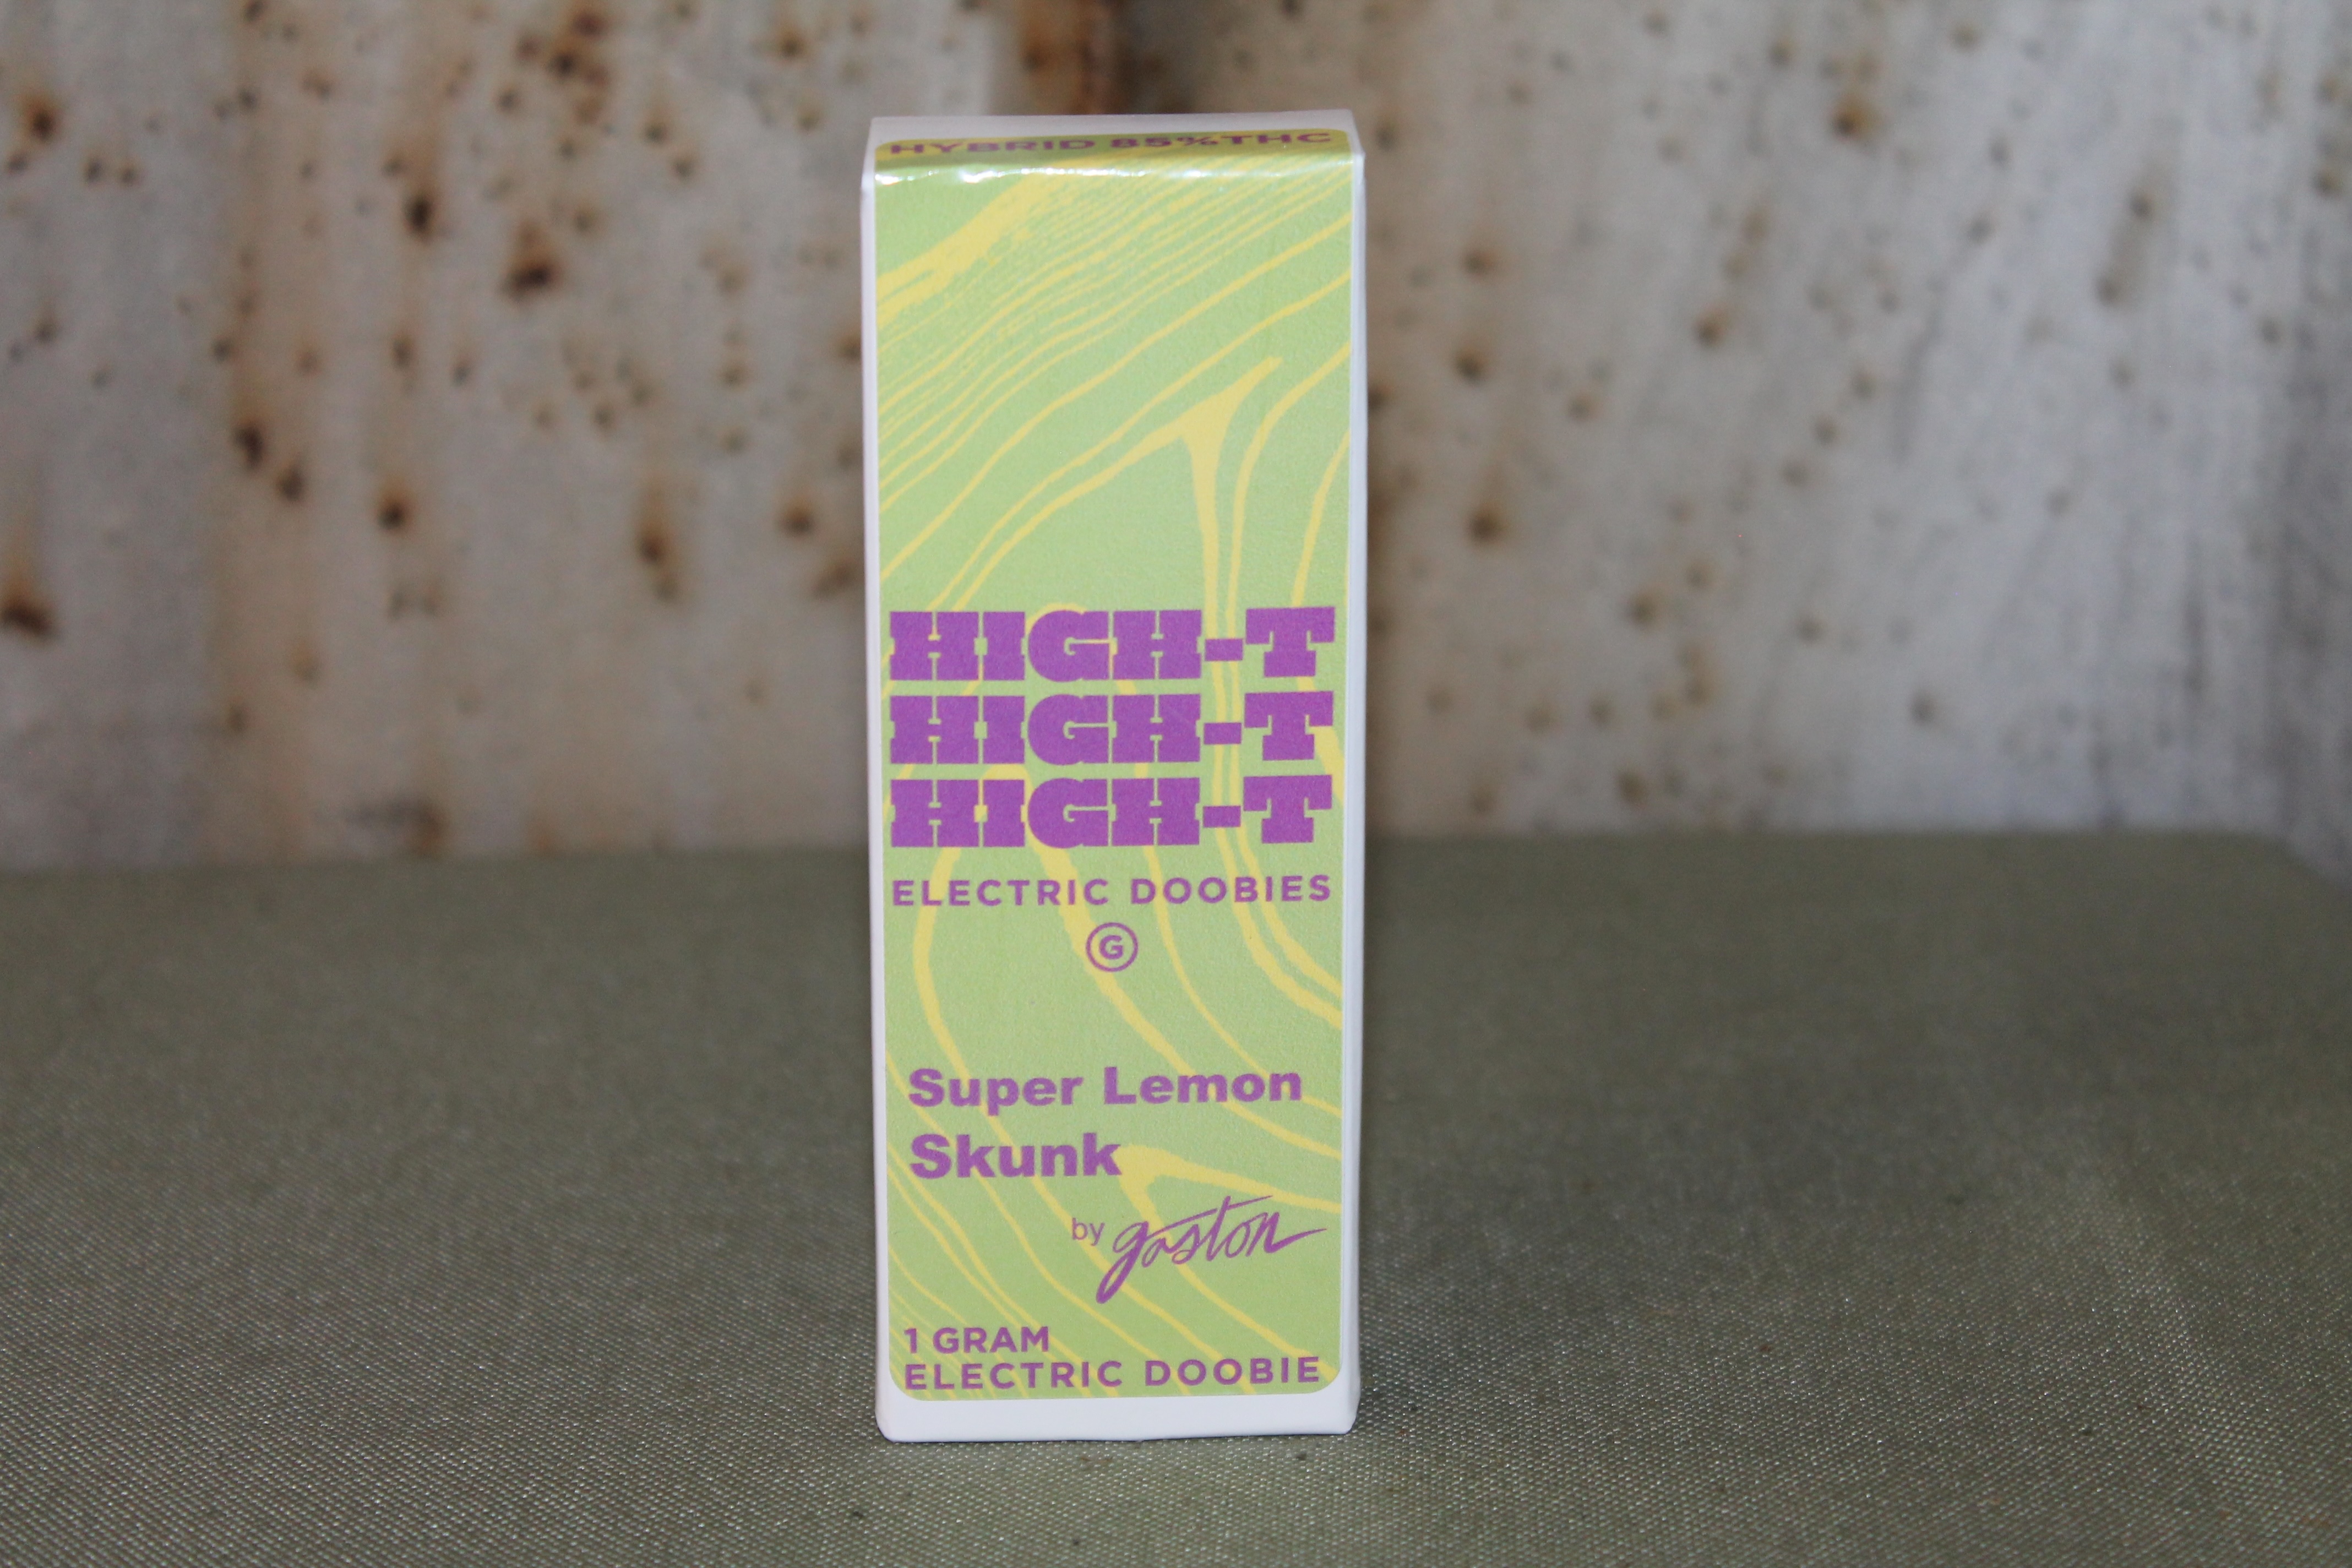 HYBRID 85% THC
HIGH-T
HIGH-T
HIGH-T
ELECTRIC DOOBIES
G
Super Lemon
Skunk
by gaston
1 GRAM
ELECTRIC DOOBIE